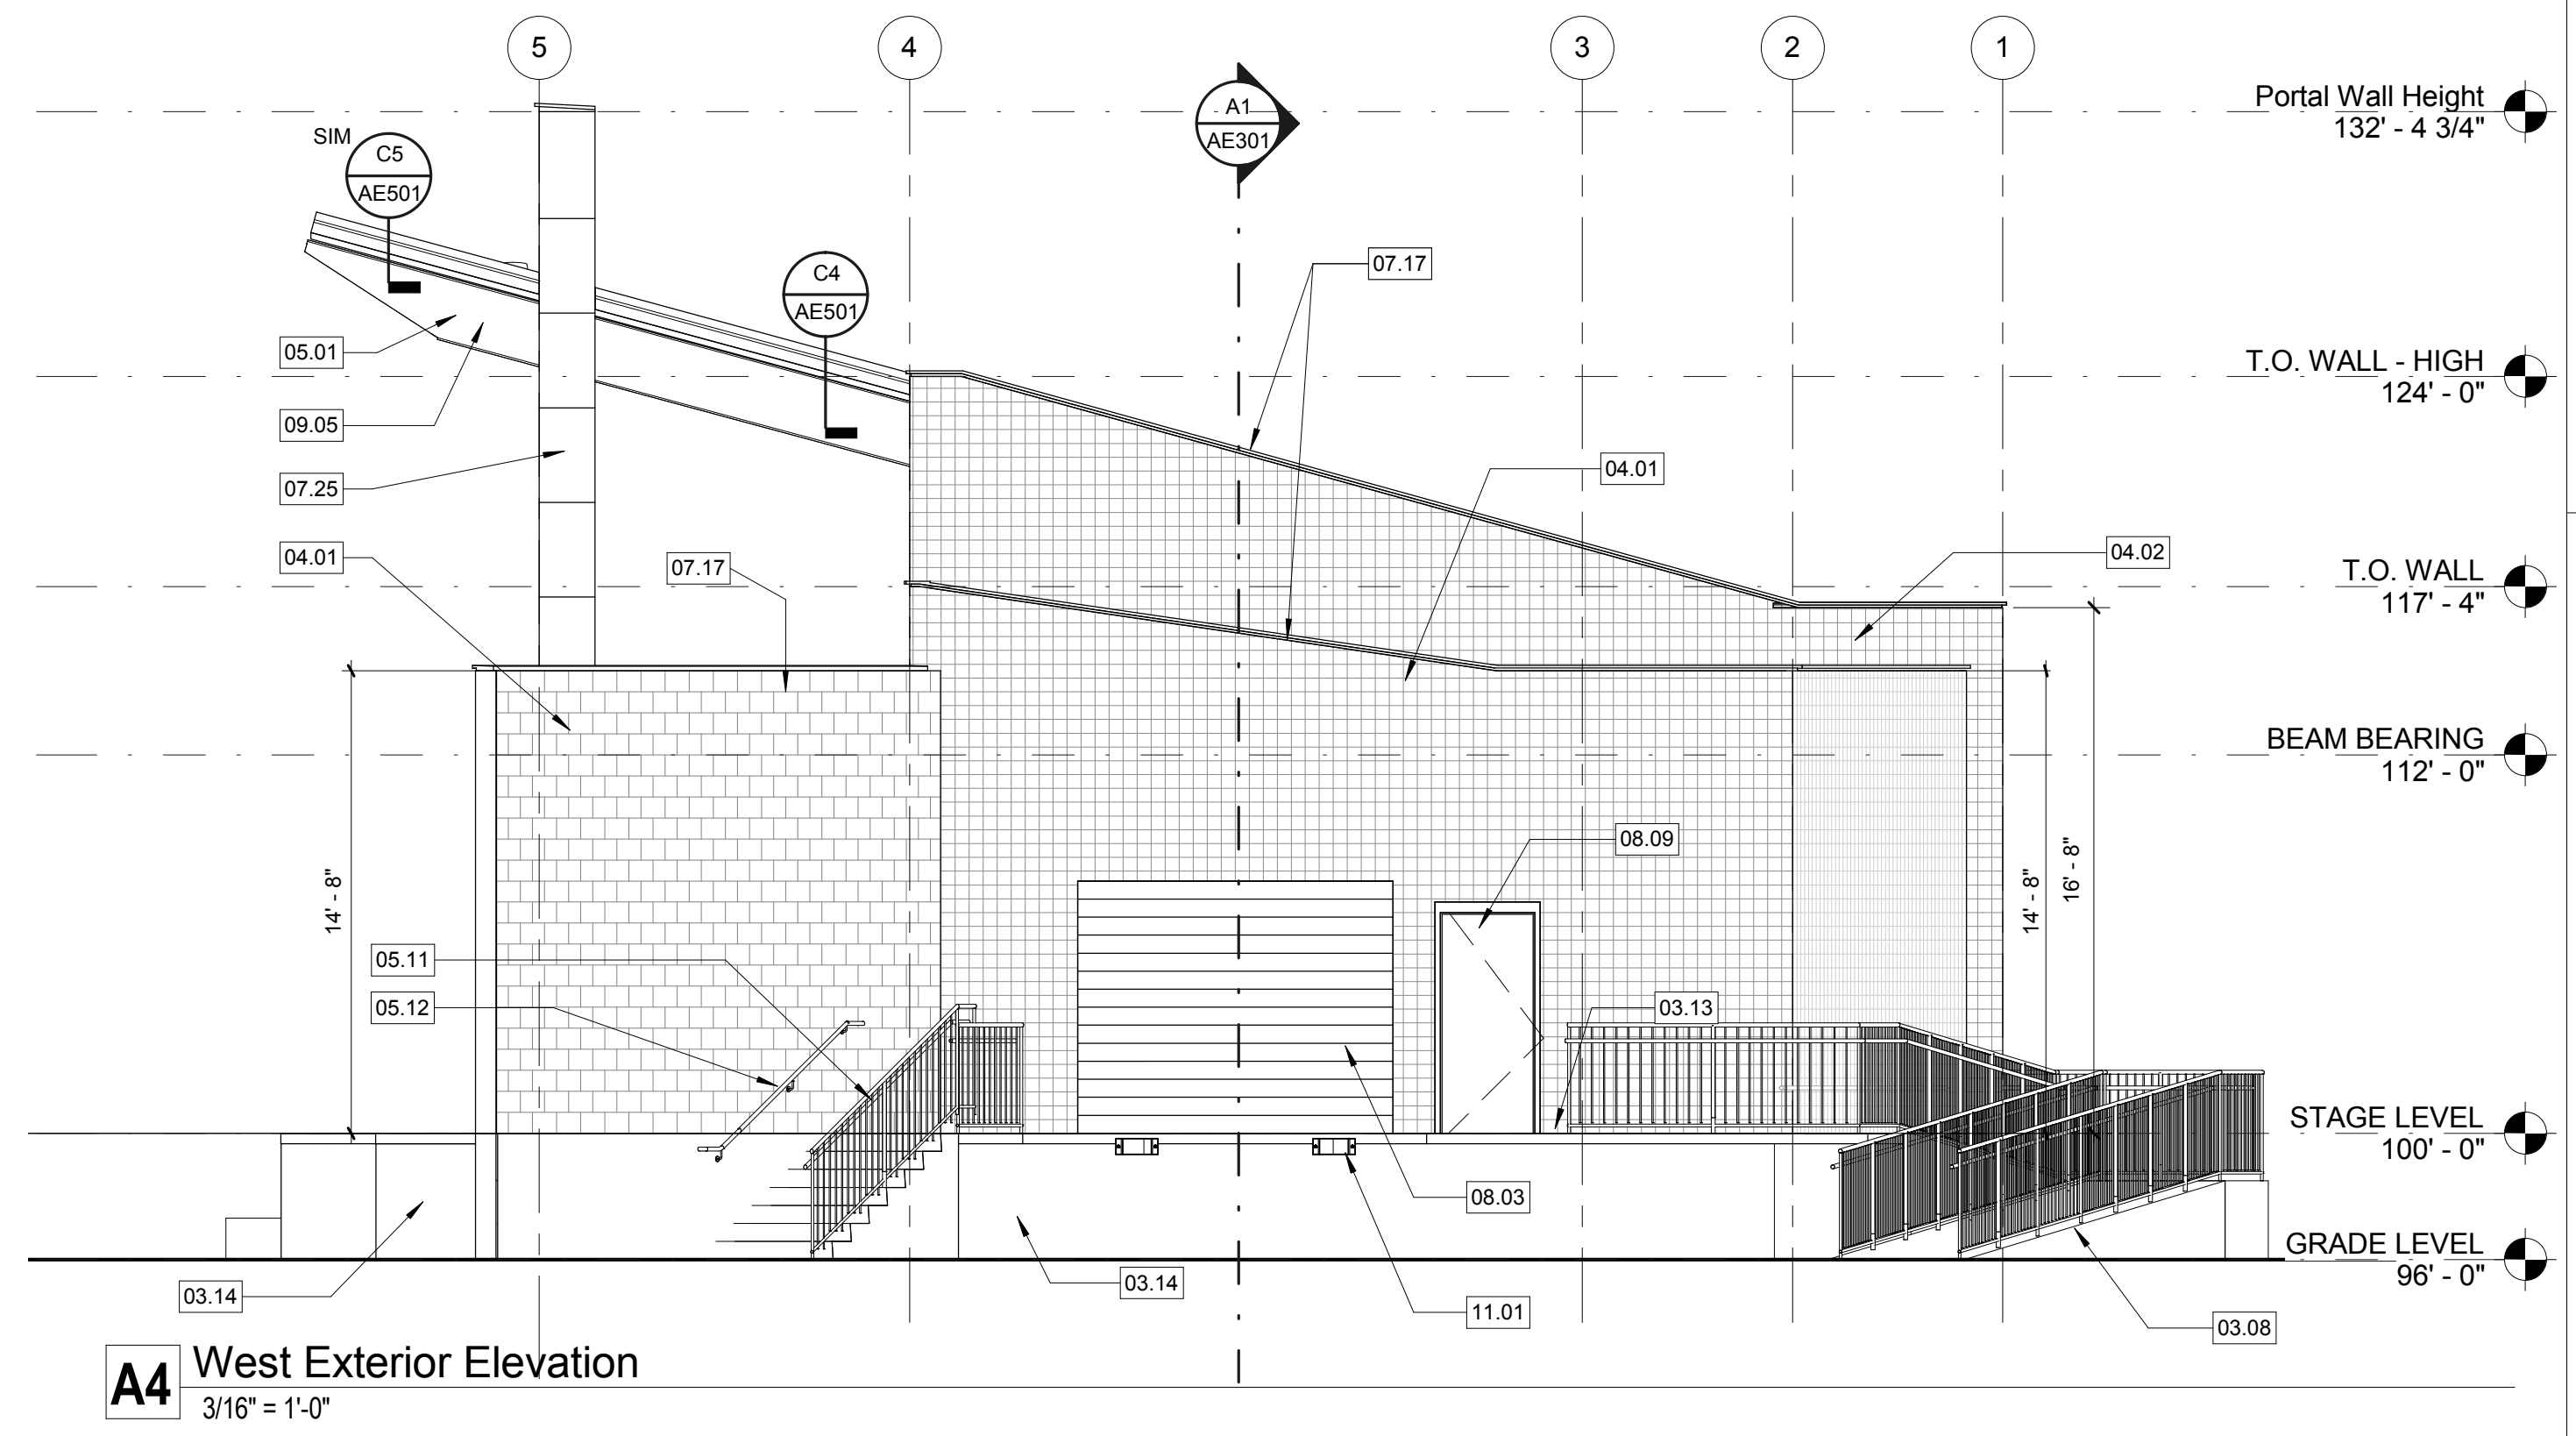 5
4
3
2
1
A1
AE301
Portal Wall Height
132' - 4 3/4"
SIM
C5
AE501
C4
AE501
07.17
05.01
T.O. WALL - HIGH
124' - 0"
09.05
04.01
07.25
04.01
07.17
04.02
T.O. WALL
117' - 4"
BEAM BEARING
112' - 0"
08.09
14' - 8"
14' - 8"
16' - 8"
05.11
05.12
03.13
STAGE LEVEL
100' - 0"
08.03
GRADE LEVEL
96' - 0"
03.14
03.14
11.01
03.08
A4
West Exterior Elevation
3/16" = 1'-0"